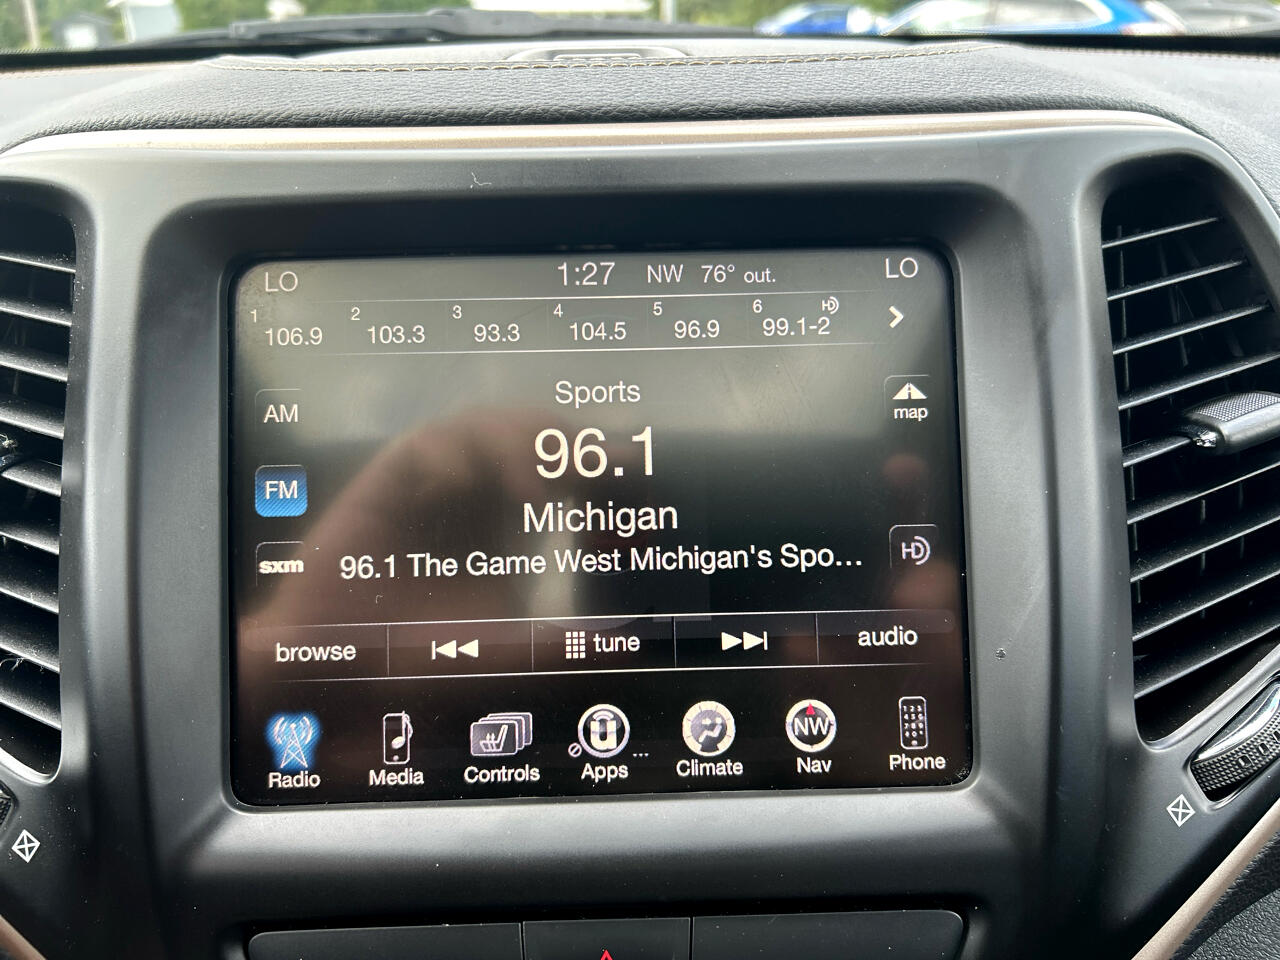 LO 1:27 NW 76° out. LO
1 106.9 2 103.3 3 93.3 4 104.5 5 96.9 6 99.1-2 HD
Sports
AM
map
96.1
FM
Michigan
HD
sxm 96.1 The Game West Michigan's Spo...
browse tune audio
NW
Radio Media Controls Apps ... Climate Nav Phone